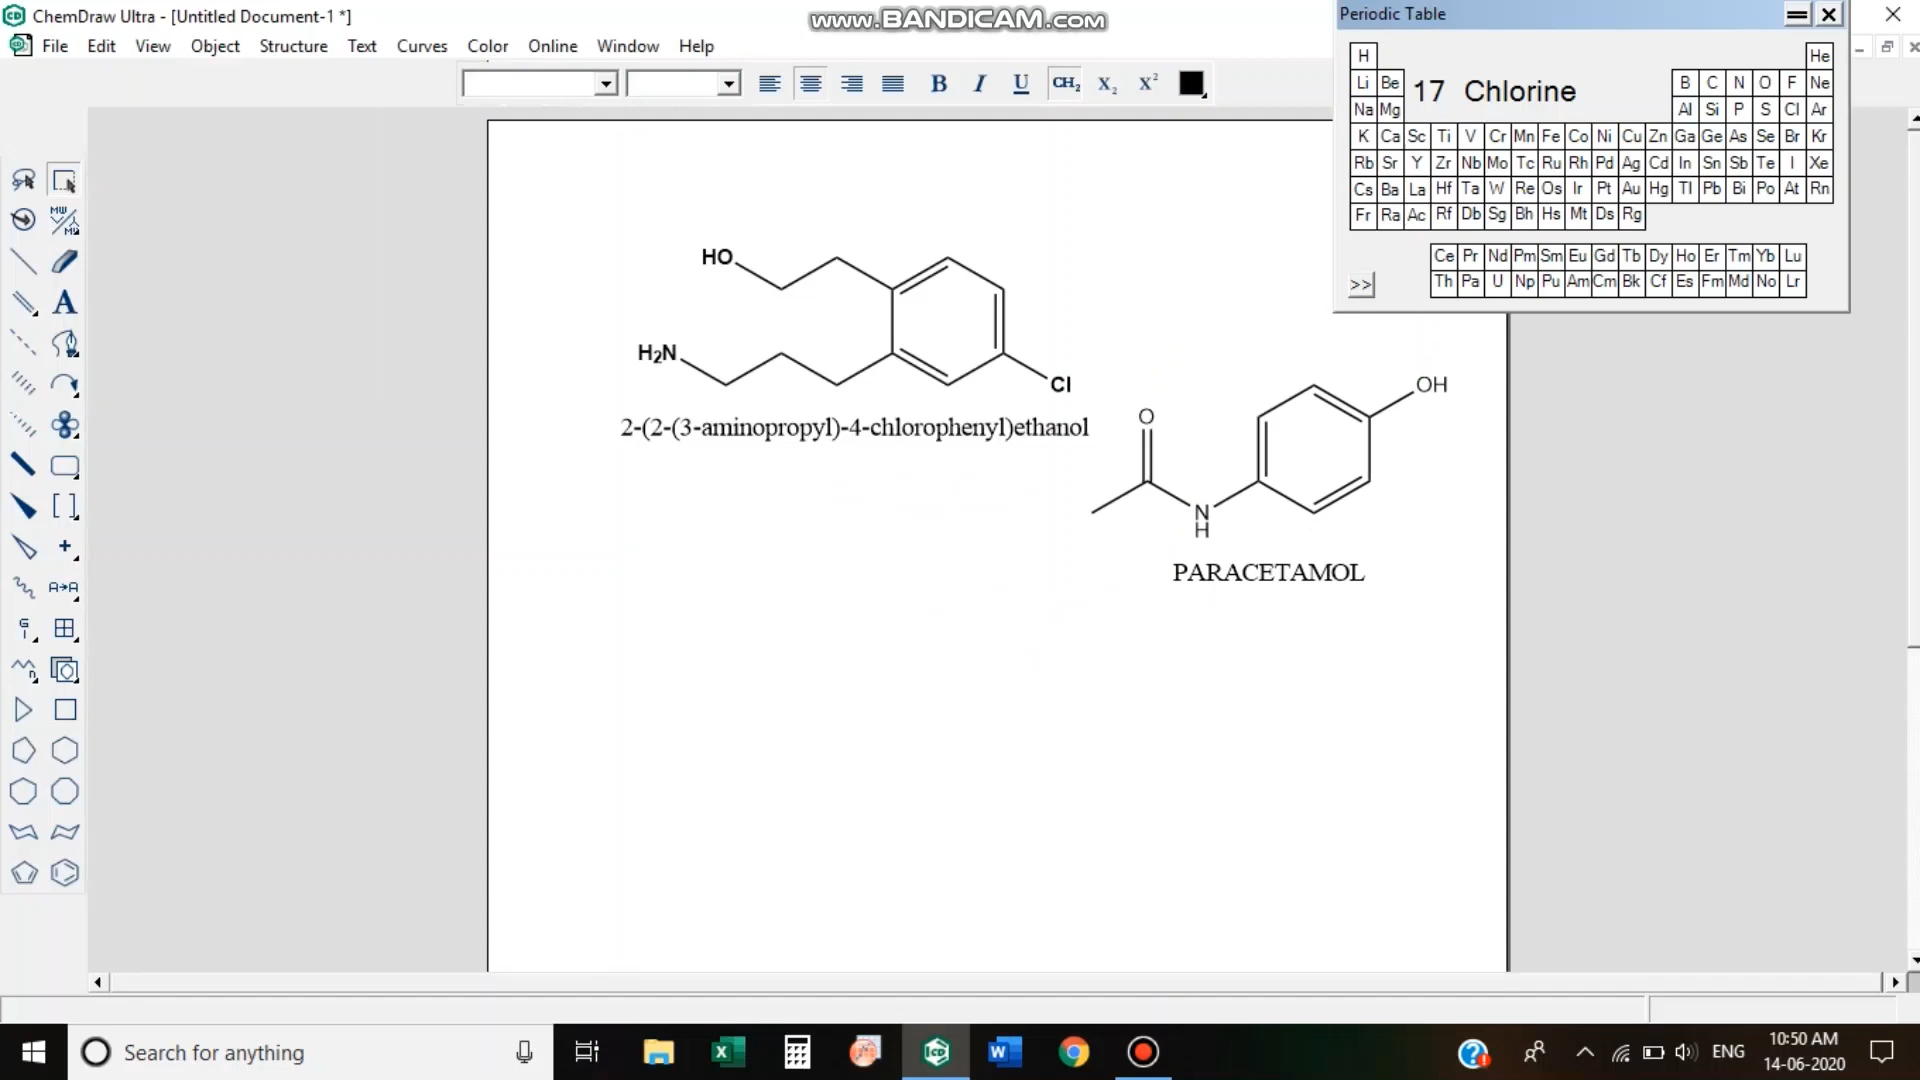 ChemDraw Ultra - [Untitled Document-1 *]
www.BANDICAM.com
Periodic Table
File Edit View Object Structure Text Curves Color Online Window Help
B I U CH₂ X₂ X²
H He
Li Be B C N O F Ne
17 Chlorine
Na Mg Al Si P S Cl Ar
K Ca Sc Ti V Cr Mn Fe Co Ni Cu Zn Ga Ge As Se Br Kr
Rb Sr Y Zr Nb Mo Tc Ru Rh Pd Ag Cd In Sn Sb Te I Xe
Cs Ba La Hf Ta W Re Os Ir Pt Au Hg Tl Pb Bi Po At Rn
Fr Ra Ac Rf Db Sg Bh Hs Mt Ds Rg
Ce Pr Nd Pm Sm Eu Gd Tb Dy Ho Er Tm Yb Lu
>> Th Pa U Np Pu Am Cm Bk Cf Es Fm Md No Lr
MW
A
HO
H₂N
Cl
2-(2-(3-aminopropyl)-4-chlorophenyl)ethanol
OH
O
N
H
PARACETAMOL
A→A
Search for anything
ENG
10:50 AM
14-06-2020